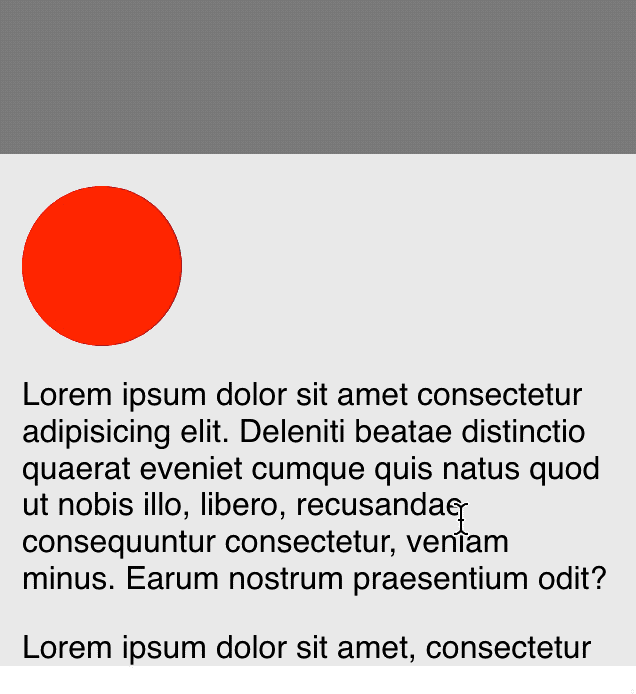 Lorem ipsum dolor sit amet consectetur
adipisicing elit. Deleniti beatae distinctio
quaerat eveniet cumque quis natus quod
ut nobis illo, libero, recusandae
consequuntur consectetur, veniam
minus. Earum nostrum praesentium odit?
Lorem ipsum dolor sit amet, consectetur